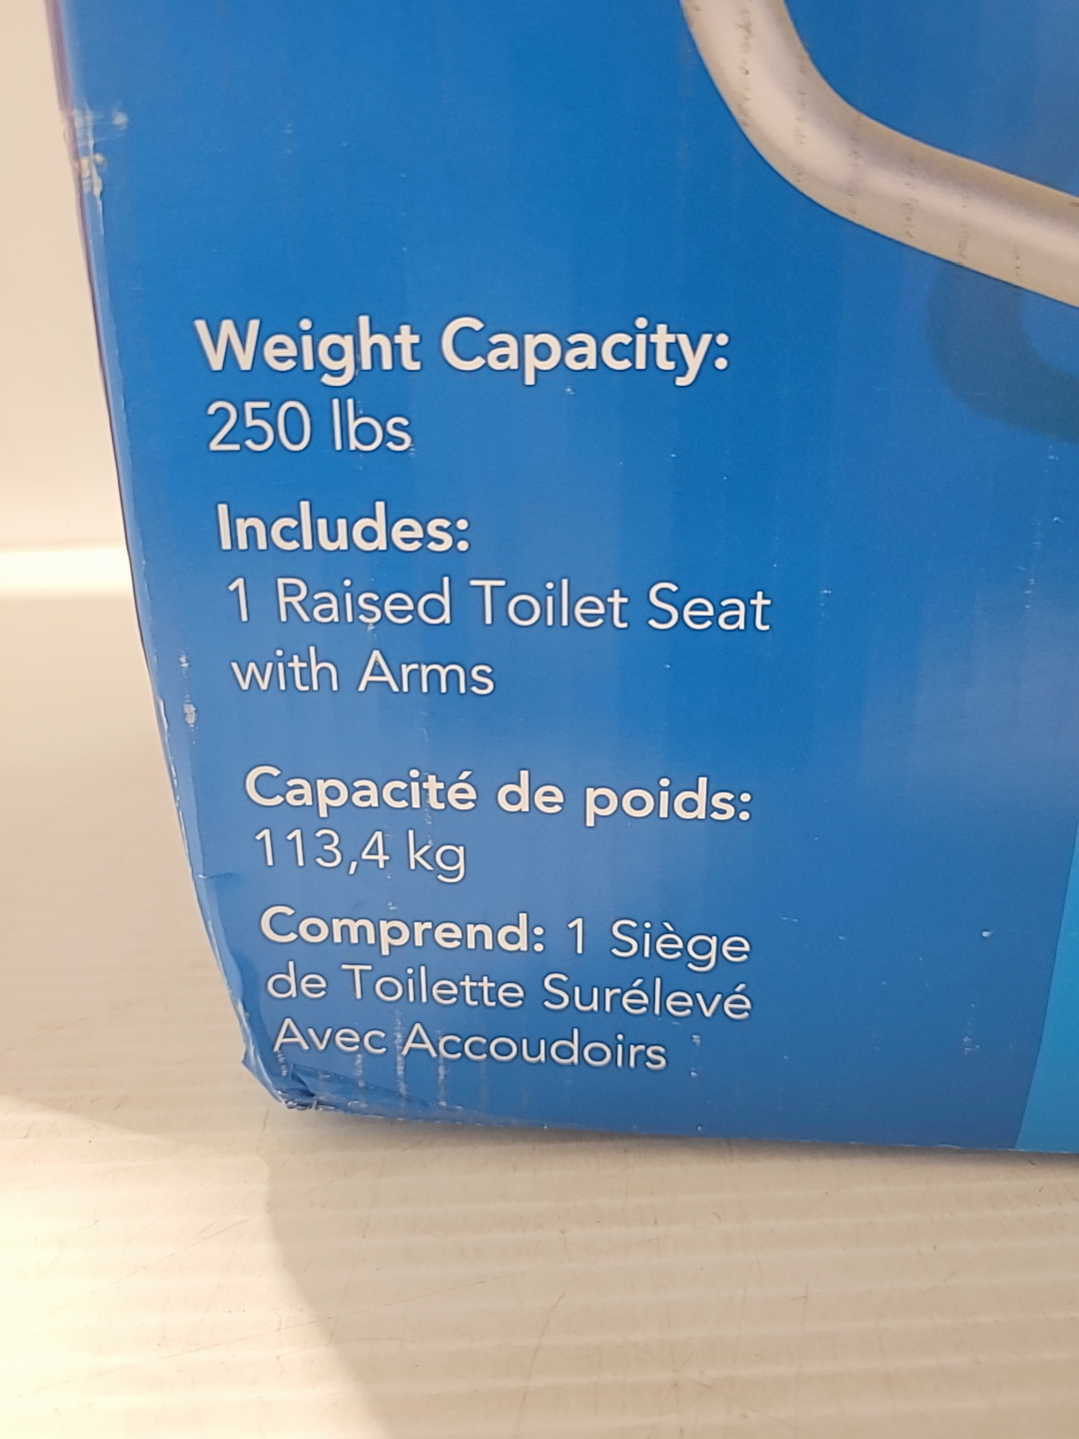 Weight Capacity:
250 lbs
Includes:
1 Raised Toilet Seat
with Arms
Capacité de poids:
113,4 kg
Comprend: 1 Siège
de Toilette Surélevé
Avec Accoudoirs